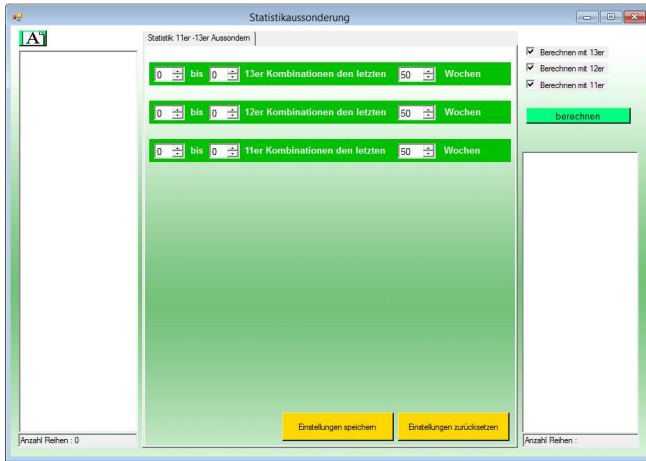 Statistikaussonderung
A
Statistik 11er -13er Aussondern
0 bis 0 13er Kombinationen den letzten 50 Wochen
0 bis 0 12er Kombinationen den letzten 50 Wochen
0 bis 0 11er Kombinationen den letzten 50 Wochen
Berechnen mit 13er
Berechnen mit 12er
Berechnen mit 11er
berechnen
Einstellungen speichern
Einstellungen zurücksetzen
Anzahl Reihen : 0
Anzahl Reihen :